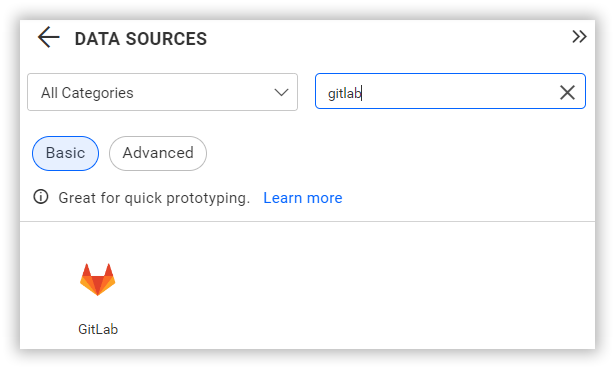 DATA SOURCES
All Categories
gitlab
Basic Advanced
Great for quick prototyping. Learn more
GitLab